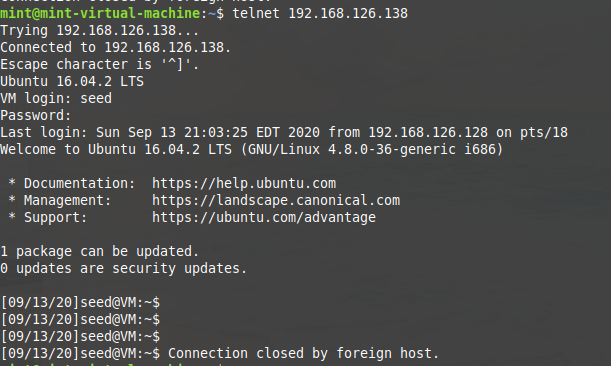 mint@mint-virtual-machine:~$ telnet 192.168.126.138
Trying 192.168.126.138...
Connected to 192.168.126.138.
Escape character is '^]'.
Ubuntu 16.04.2 LTS
VM login: seed
Password:
Last login: Sun Sep 13 21:03:25 EDT 2020 from 192.168.126.128 on pts/18
Welcome to Ubuntu 16.04.2 LTS (GNU/Linux 4.8.0-36-generic i686)
* Documentation:  https://help.ubuntu.com
* Management:     https://landscape.canonical.com
* Support:        https://ubuntu.com/advantage
1 package can be updated.
0 updates are security updates.
[09/13/20]seed@VM:~$
[09/13/20]seed@VM:~$
[09/13/20]seed@VM:~$
[09/13/20]seed@VM:~$ Connection closed by foreign host.